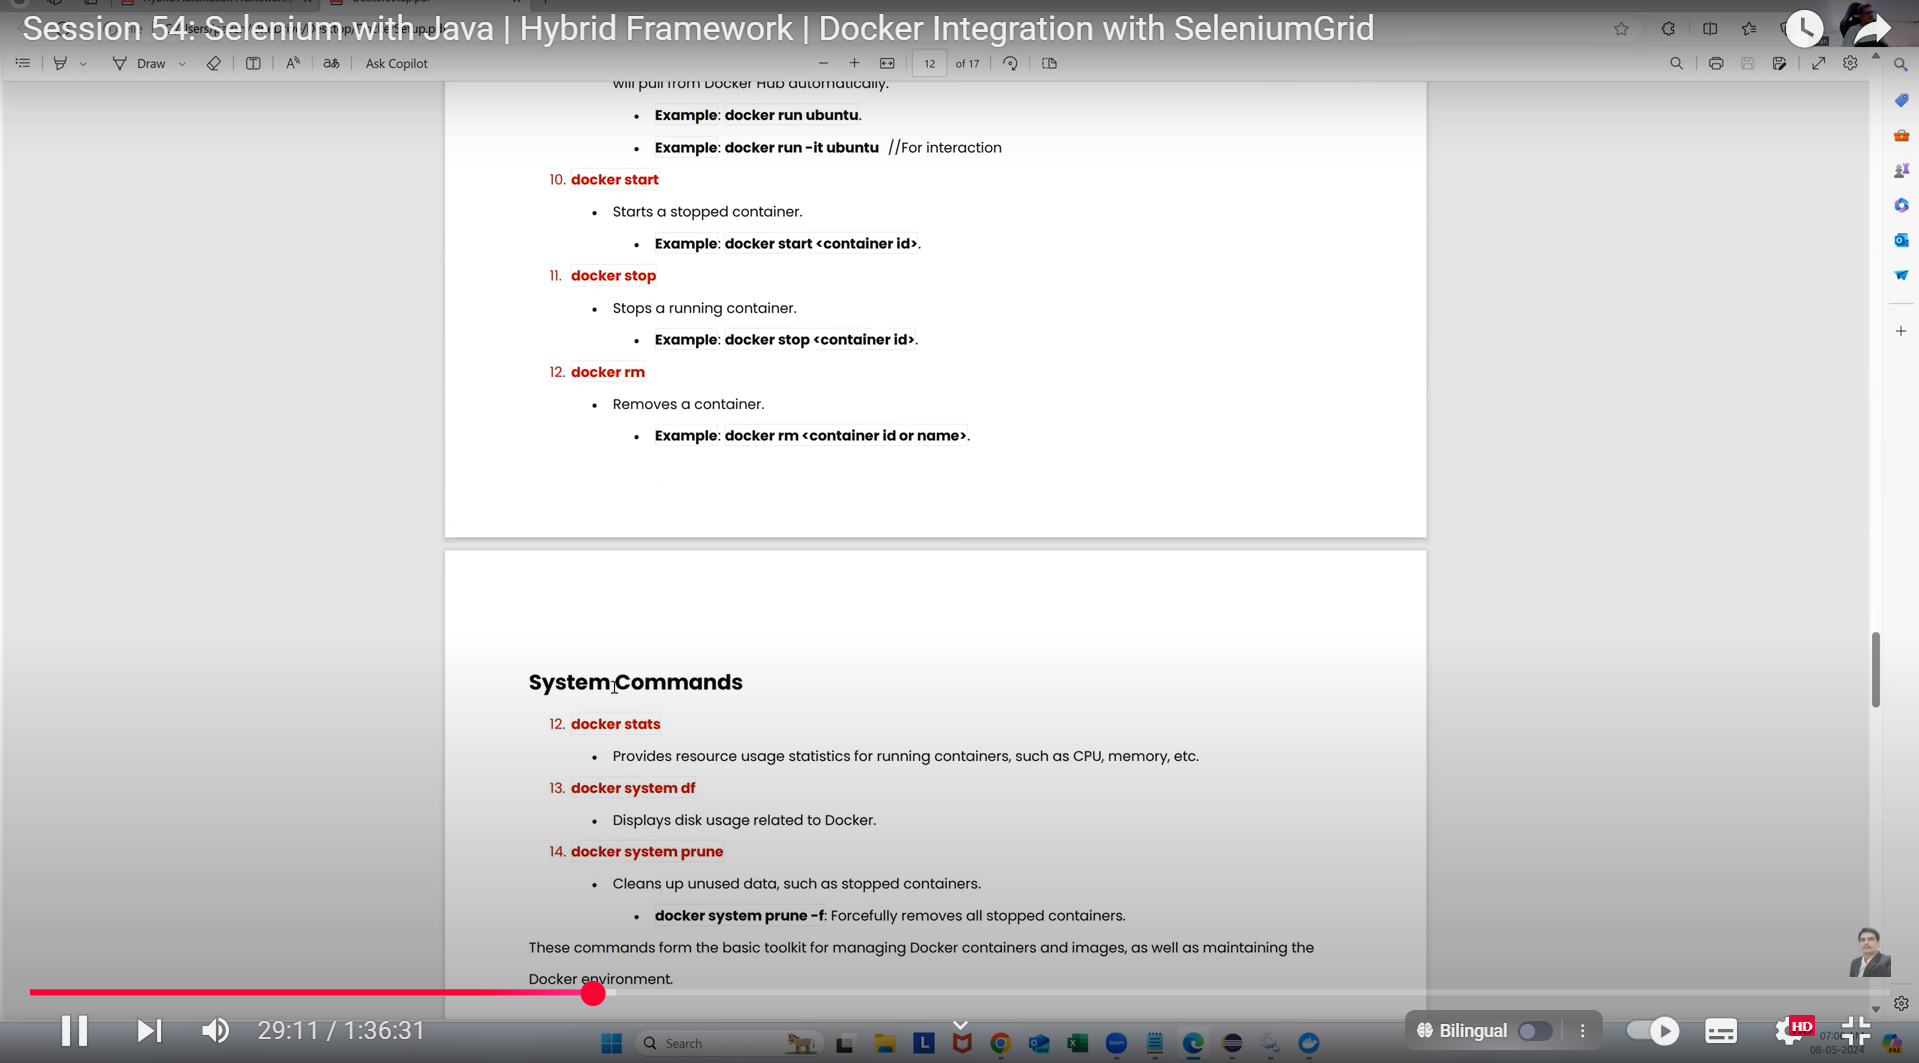 Session 54: Selenium with Java | Hybrid Framework | Docker Integration with SeleniumGrid
Draw
Ask Copilot
12 of 17
will pull from Docker Hub automatically.
• Example: docker run ubuntu.
• Example: docker run -it ubuntu //For interaction
10. docker start
• Starts a stopped container.
• Example: docker start <container id>.
11. docker stop
• Stops a running container.
• Example: docker stop <container id>.
12. docker rm
• Removes a container.
• Example: docker rm <container id or name>.
System Commands
12. docker stats
• Provides resource usage statistics for running containers, such as CPU, memory, etc.
13. docker system df
• Displays disk usage related to Docker.
14. docker system prune
• Cleans up unused data, such as stopped containers.
• docker system prune -f: Forcefully removes all stopped containers.
These commands form the basic toolkit for managing Docker containers and images, as well as maintaining the
Docker environment.
29:11 / 1:36:31
Search
Bilingual
HD
08-05-2024